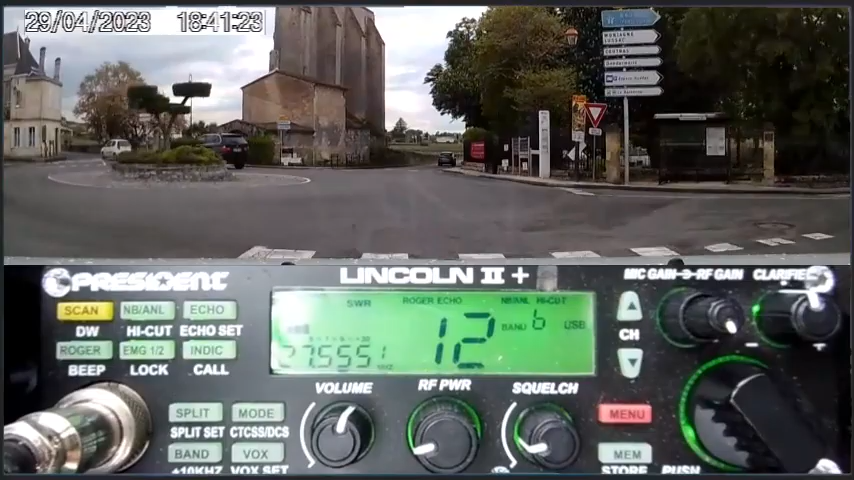 29/04/2023 18:41:23
PRESIDENT
LINCOLN II +
MIC GAIN RF GAIN CLARIFIER
SCAN NB/ANL ECHO
DW HI-CUT ECHO SET
ROGER EMG 1/2 INDIC
BEEP LOCK CALL
SWR ROGER ECHO NB/ANL HI-CUT
12 BAND 6 USB
27.555
CH
VOLUME RF PWR SQUELCH
SPLIT MODE
SPLIT SET CTCSS/DCS
BAND VOX
+10KHZ VOX SET
MENU
MEM
STORE PUSH